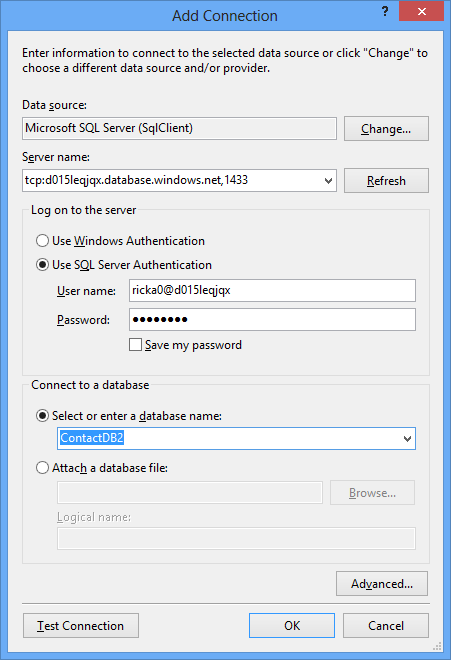 Add Connection
? ×
Enter information to connect to the selected data source or click "Change" to
choose a different data source and/or provider.
Data source:
Microsoft SQL Server (SqlClient)
Change...
Server name:
tcp:d015leqjqx.database.windows.net,1433
Refresh
Log on to the server
Use Windows Authentication
Use SQL Server Authentication
User name:
ricka0@d015leqjqx
Password:
●●●●●●●●
Save my password
Connect to a database
Select or enter a database name:
ContactDB2
Attach a database file:
Browse...
Logical name:
Advanced...
Test Connection
OK
Cancel